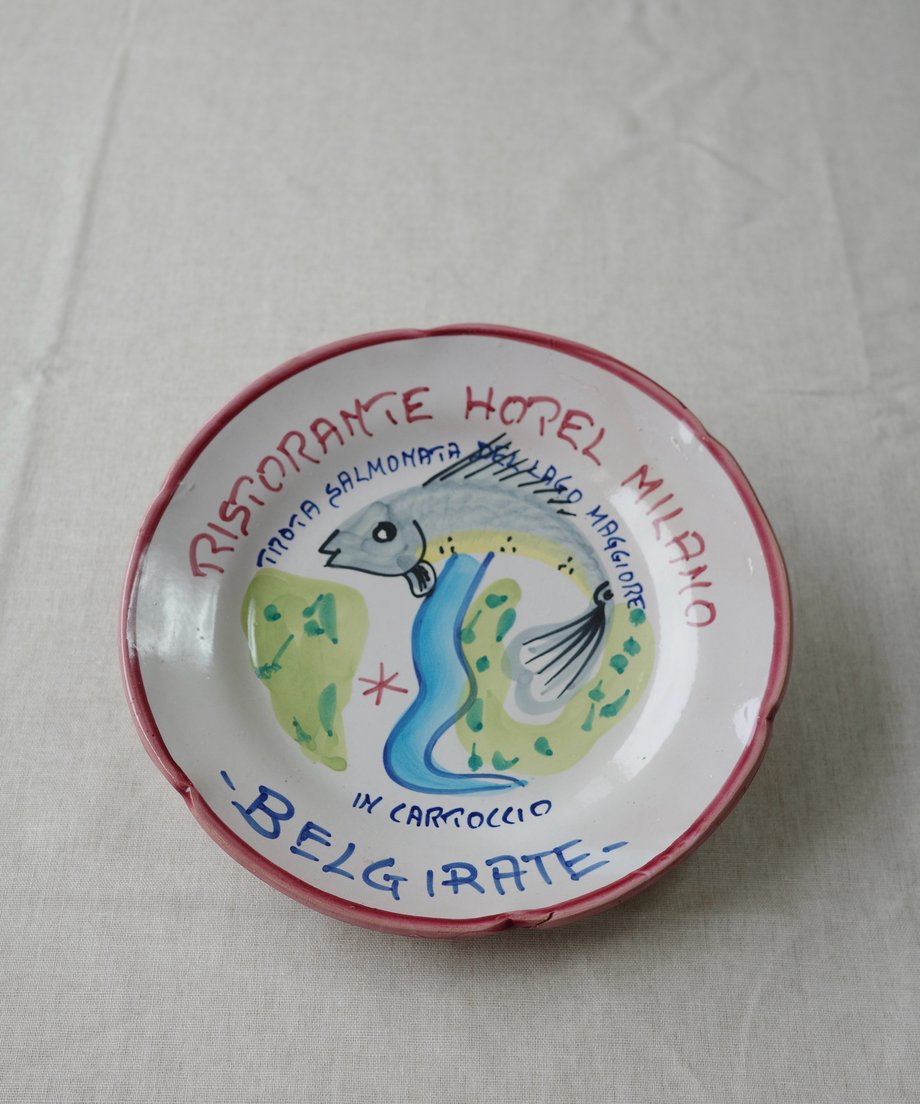 RISTORANTE HOTEL MILANO
TROTA SALMONATA DEL LAGO MAGGIORE
IN CARTOCCIO
-BELGIRATE-